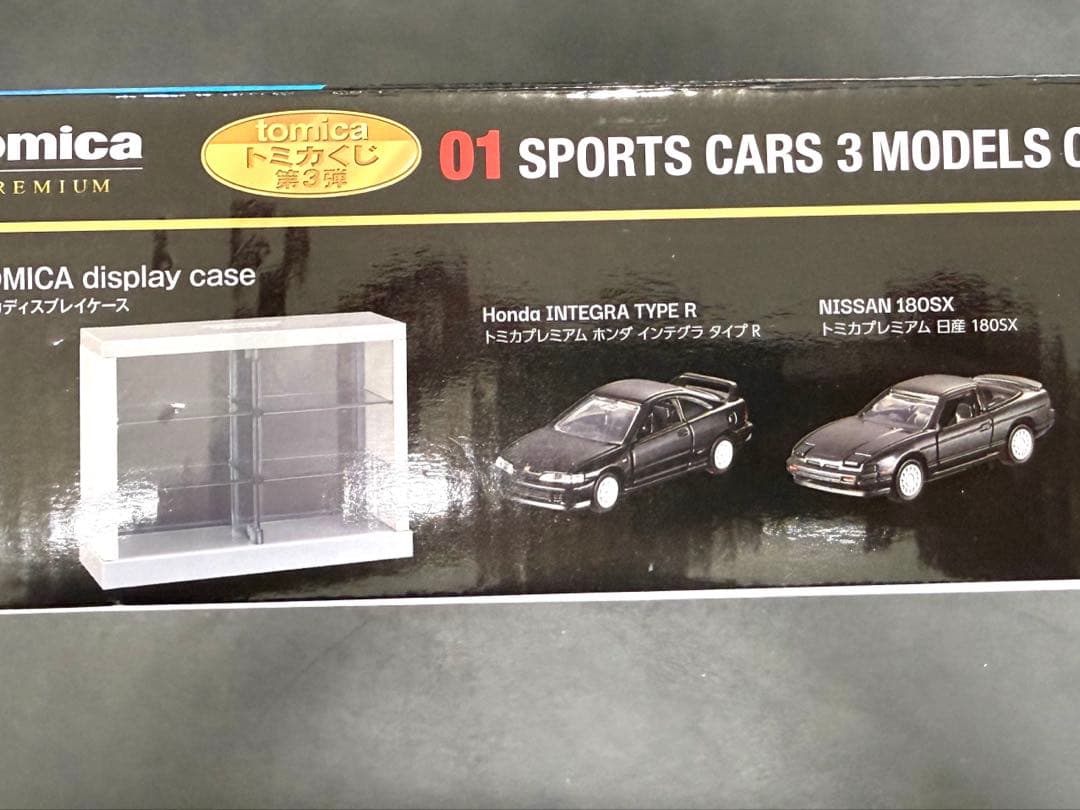 omica
REMIUM
tomica
トミカくじ
第3弾
01 SPORTS CARS 3 MODELS C
OMICA display case
カディスプレイケース
Honda INTEGRA TYPE R
トミカプレミアム ホンダ インテグラ タイプ R
NISSAN 180SX
トミカプレミアム 日産 180SX